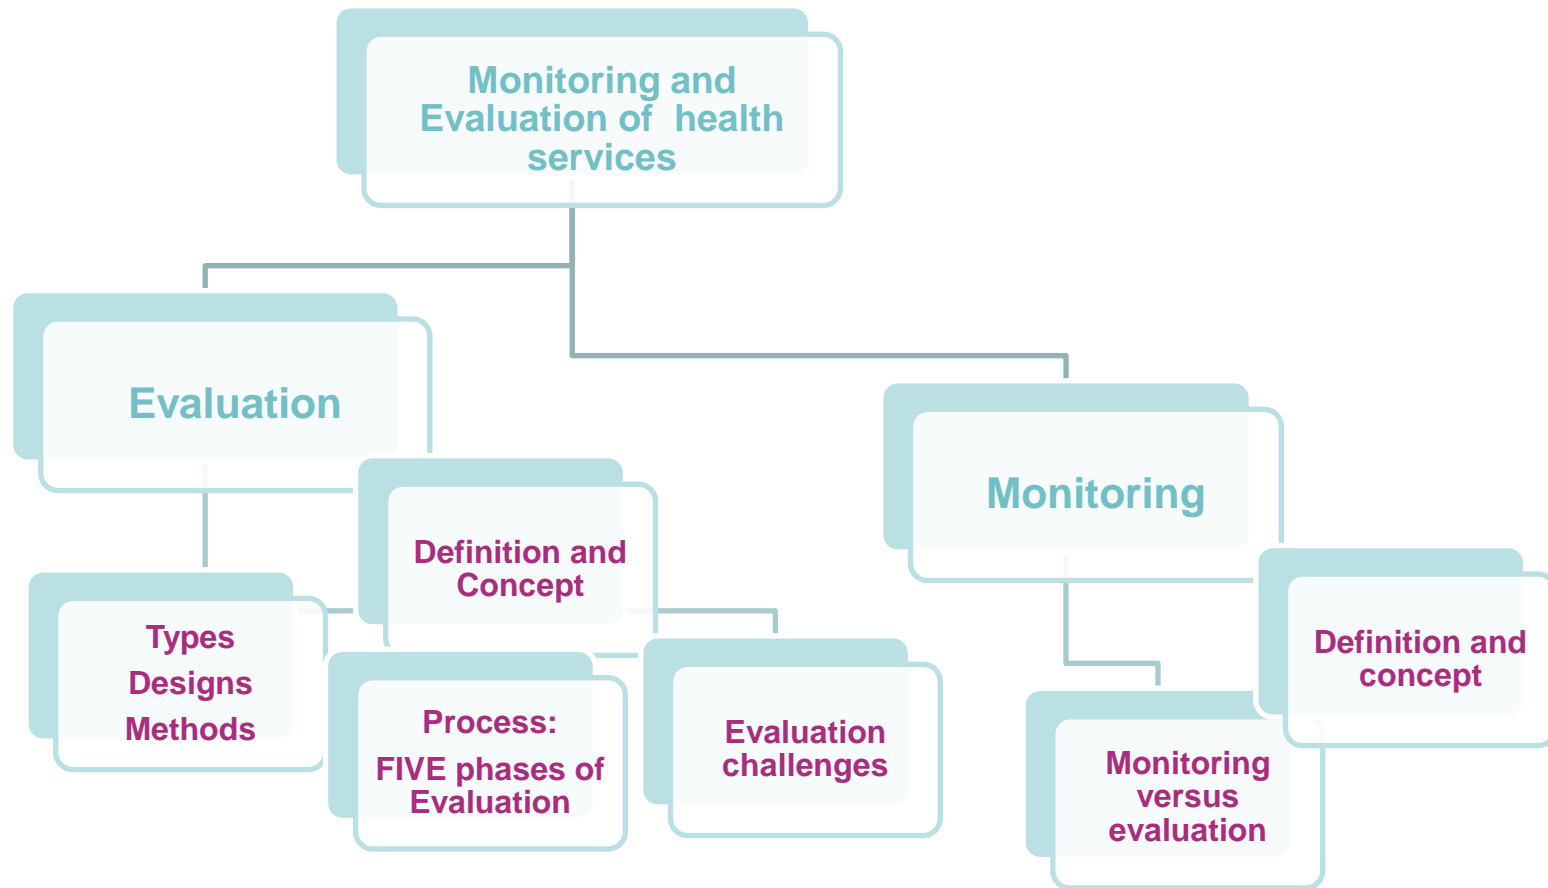 Monitoring and
Evaluation of  health
services
Evaluation
Monitoring
Definition and
Concept
Types
Designs
Methods
Process:
FIVE phases of
Evaluation
Evaluation
challenges
Definition and
concept
Monitoring
versus
evaluation